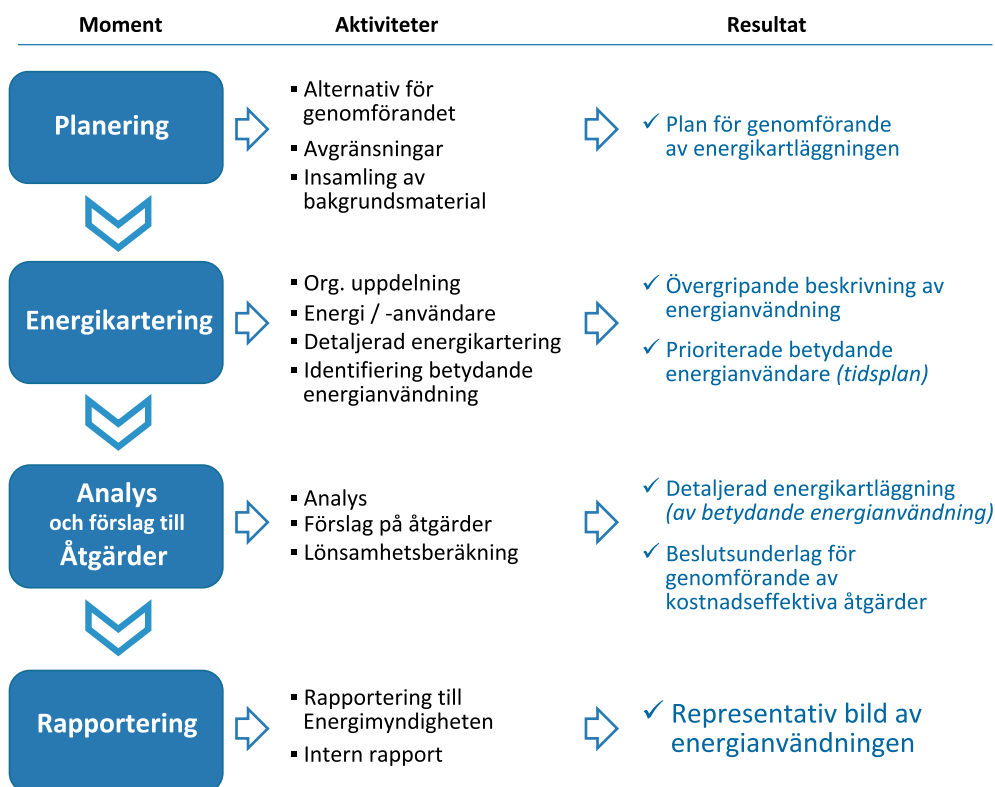 Moment
Aktiviteter
Resultat
Planering
▪ Alternativ för
genomförandet
▪ Avgränsningar
▪ Insamling av
bakgrundsmaterial
✓ Plan för genomförande
av energikartläggningen
Energikartering
▪ Org. uppdelning
▪ Energi / -användare
▪ Detaljerad energikartering
▪ Identifiering betydande
energianvändning
✓ Övergripande beskrivning av
energianvändning
✓ Prioriterade betydande
energianvändare (tidsplan)
Analys
och förslag till
Åtgärder
▪ Analys
▪ Förslag på åtgärder
▪ Lönsamhetsberäkning
✓ Detaljerad energikartläggning
(av betydande energianvändning)
✓ Beslutsunderlag för
genomförande av
kostnadseffektiva åtgärder
Rapportering
▪ Rapportering till
Energimyndigheten
▪ Intern rapport
✓ Representativ bild av
energianvändningen